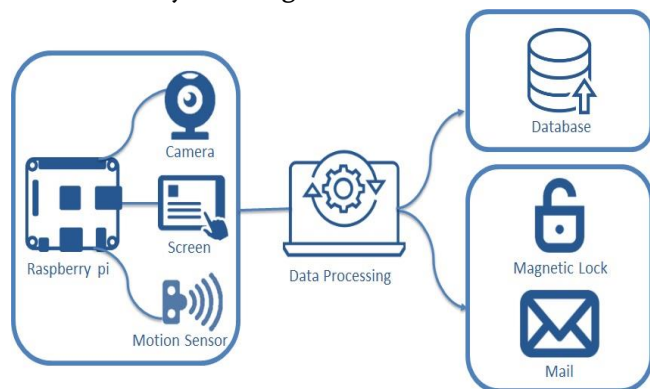 Camera
Raspberry pi
Screen
Motion Sensor
Data Processing
Database
Magnetic Lock
Mail